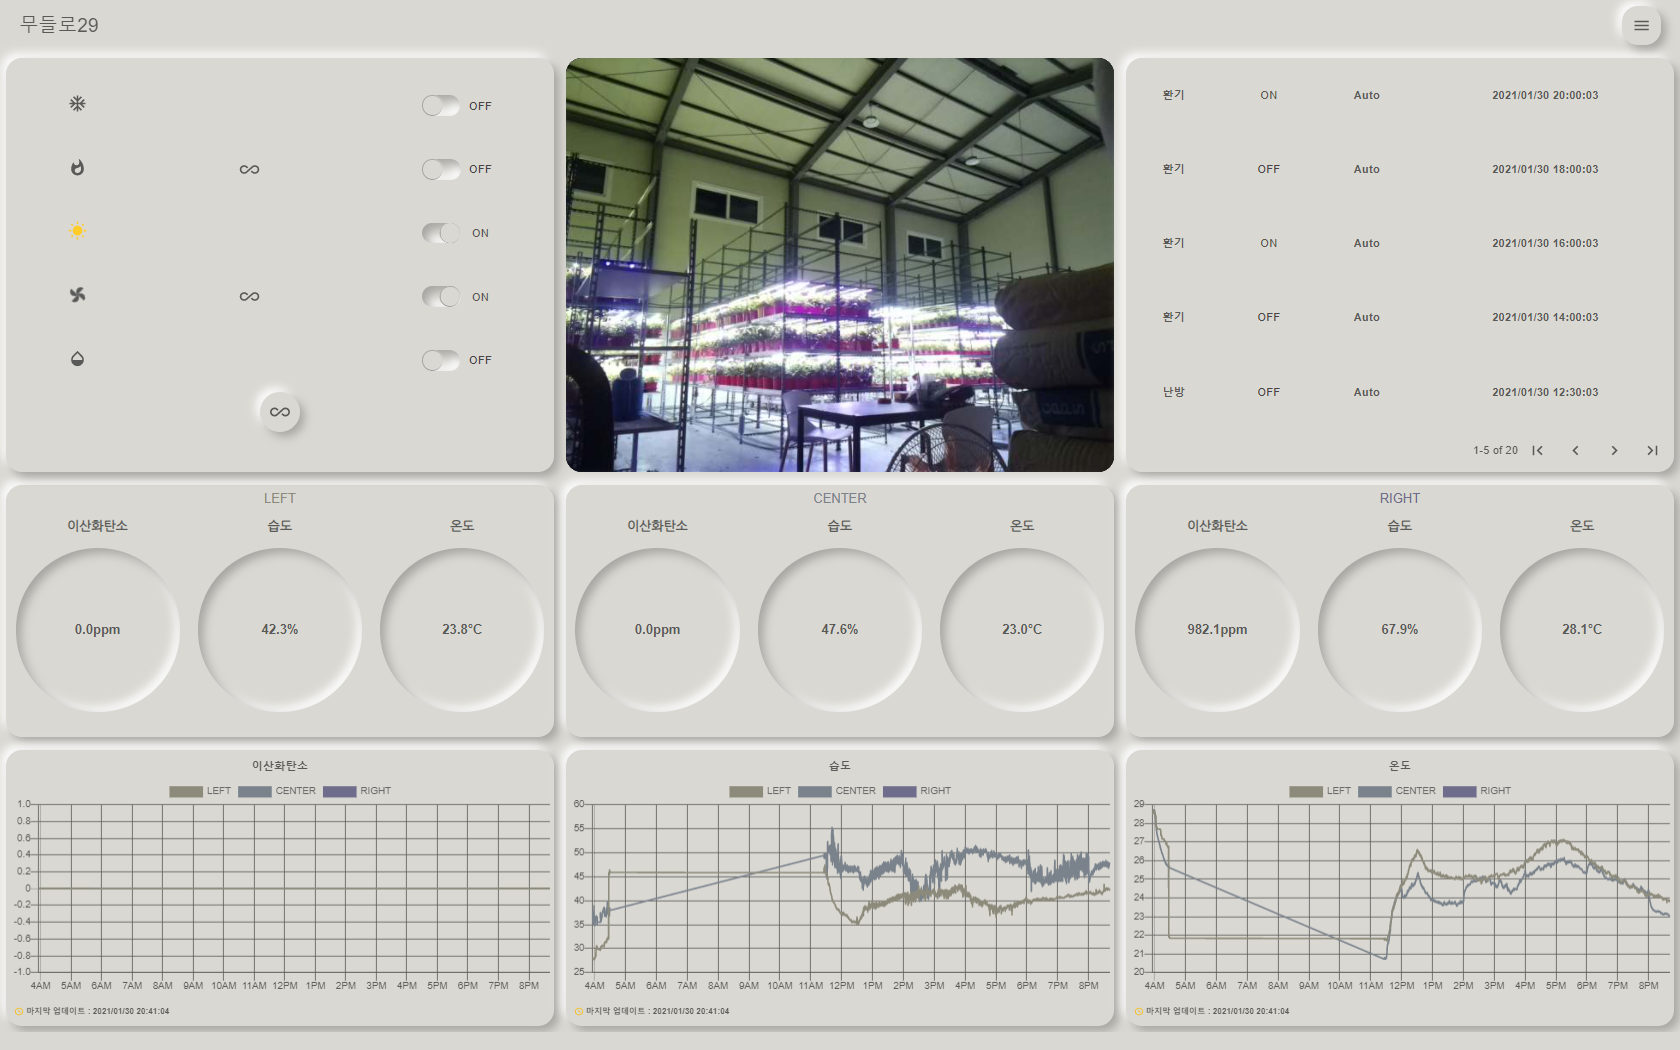 무들로29
OFF
OFF
ON
ON
OFF
환기 ON Auto 2021/01/30 20:00:03
환기 OFF Auto 2021/01/30 18:00:03
환기 ON Auto 2021/01/30 16:00:03
환기 OFF Auto 2021/01/30 14:00:03
난방 OFF Auto 2021/01/30 12:30:03
1-5 of 20
LEFT
이산화탄소 습도 온도
0.0ppm 42.3% 23.8°C
CENTER
이산화탄소 습도 온도
0.0ppm 47.6% 23.0°C
RIGHT
이산화탄소 습도 온도
982.1ppm 67.9% 28.1°C
이산화탄소
LEFT CENTER RIGHT
1.0
0.8
0.6
0.4
0.2
0
-0.2
-0.4
-0.6
-0.8
-1.0
4AM 5AM 6AM 7AM 8AM 9AM 10AM 11AM 12PM 1PM 2PM 3PM 4PM 5PM 6PM 7PM 8PM
마지막 업데이트 : 2021/01/30 20:41:04
습도
LEFT CENTER RIGHT
60
55
50
45
40
35
30
25
4AM 5AM 6AM 7AM 8AM 9AM 10AM 11AM 12PM 1PM 2PM 3PM 4PM 5PM 6PM 7PM 8PM
마지막 업데이트 : 2021/01/30 20:41:04
온도
LEFT CENTER RIGHT
29
28
27
26
25
24
23
22
21
20
4AM 5AM 6AM 7AM 8AM 9AM 10AM 11AM 12PM 1PM 2PM 3PM 4PM 5PM 6PM 7PM 8PM
마지막 업데이트 : 2021/01/30 20:41:04